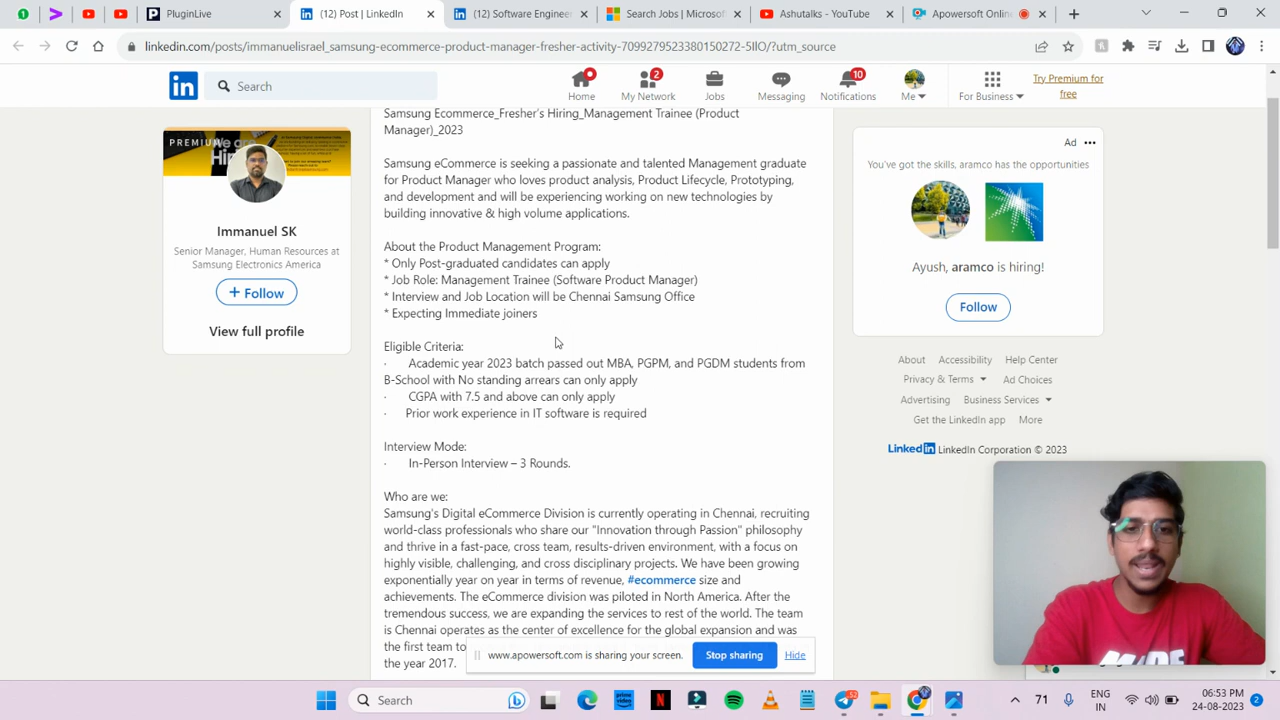 PluginLive
(12) Post | LinkedIn
(12) Software Enginee
Search Jobs | Microsof
Ashutalks - YouTube
Apowersoft Onlin
linkedin.com/posts/immanuelisrael_samsung-ecommerce-product-manager-fresher-activity-7099279523380150272-5IlO/?utm_source
in
Search
Home
2
My Network
Jobs
Messaging
10
Notifications
Me
For Business
Try Premium for
free
Samsung Ecommerce_Fresher's Hiring_Management Trainee (Product
Manager)_2023
Samsung eCommerce is seeking a passionate and talented Management graduate
for Product Manager who loves product analysis, Product Lifecycle, Prototyping,
and development and will be experiencing working on new technologies by
building innovative & high volume applications.
About the Product Management Program:
* Only Post-graduated candidates can apply
* Job Role: Management Trainee (Software Product Manager)
* Interview and Job Location will be Chennai Samsung Office
* Expecting Immediate joiners
Eligible Criteria:
· Academic year 2023 batch passed out MBA, PGPM, and PGDM students from
B-School with No standing arrears can only apply
· CGPA with 7.5 and above can only apply
· Prior work experience in IT software is required
Interview Mode:
· In-Person Interview – 3 Rounds.
Who are we:
Samsung's Digital eCommerce Division is currently operating in Chennai, recruiting
world-class professionals who share our "Innovation through Passion" philosophy
and thrive in a fast-pace, cross team, results-driven environment, with a focus on
highly visible, challenging, and cross disciplinary projects. We have been growing
exponentially year on year in terms of revenue, #ecommerce size and
achievements. The eCommerce division was piloted in North America. After the
tremendous success, we are expanding the services to rest of the world. The team
is Chennai operates as the center of excellence for the global expansion and was
the first team to
the year 2017.
PREMIUM
Immanuel SK
Senior Manager, Human Resources at
Samsung Electronics America
+ Follow
View full profile
Ad
You've got the skills, aramco has the opportunities
Ayush, aramco is hiring!
Follow
About Accessibility Help Center
Privacy & Terms Ad Choices
Advertising Business Services
Get the LinkedIn app More
Linked in LinkedIn Corporation © 2023
www.apowersoft.com is sharing your screen.
Stop sharing
Hide
Search
71
ENG
IN
06:53 PM
24-08-2023
2